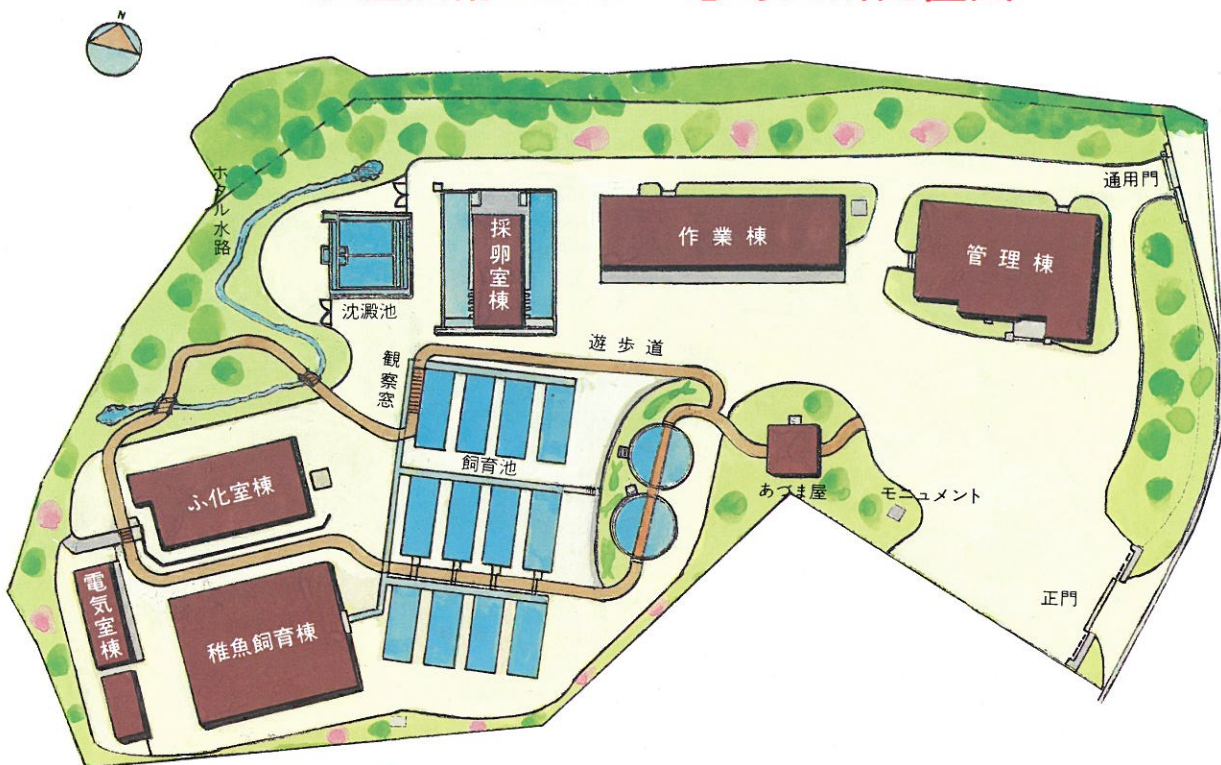 N
通用門
ホタル水路
採卵室棟
作業棟
管理棟
沈澱池
遊歩道
観察窓
飼育池
あづま屋
モニュメント
ふ化室棟
正門
電気室棟
稚魚飼育棟